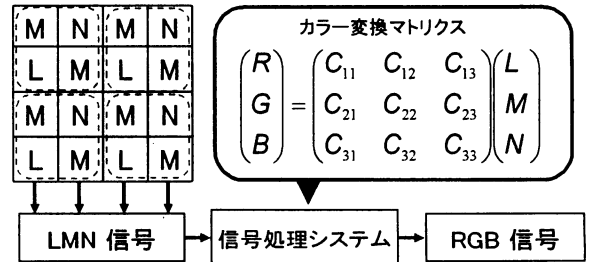 M N M N
L M L M
M N M N
L M L M
カラー変換マトリクス
R C₁₁ C₁₂ C₁₃ L
G = C₂₁ C₂₂ C₂₃ M
B C₃₁ C₃₂ C₃₃ N
LMN 信号
信号処理システム
RGB 信号